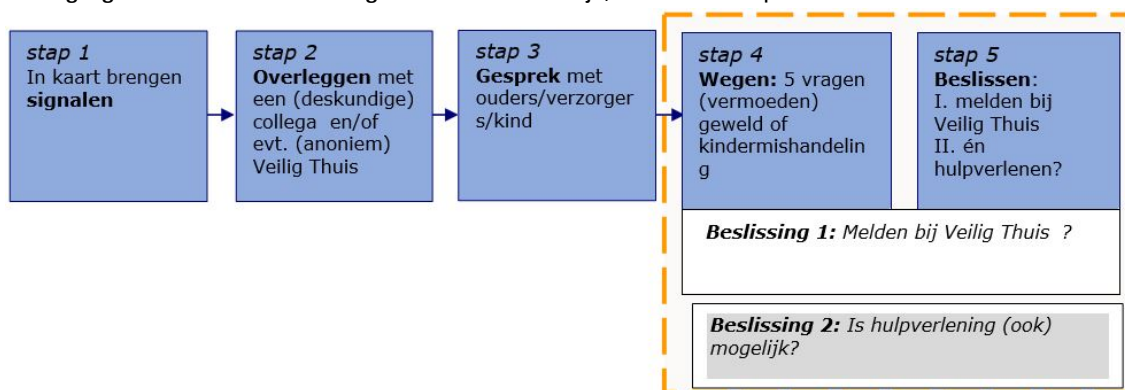 stap 1
In kaart brengen
signalen
stap 2
Overleggen met
een (deskundige)
collega en/of
evt. (anoniem)
Veilig Thuis
stap 3
Gesprek met
ouders/verzorger
s/kind
stap 4
Wegen: 5 vragen
(vermoeden)
geweld of
kindermishandelin
g
stap 5
Beslissen:
I. melden bij
Veilig Thuis
II. én
hulpverlenen?
Beslissing 1: Melden bij Veilig Thuis ?
Beslissing 2: Is hulpverlening (ook)
mogelijk?